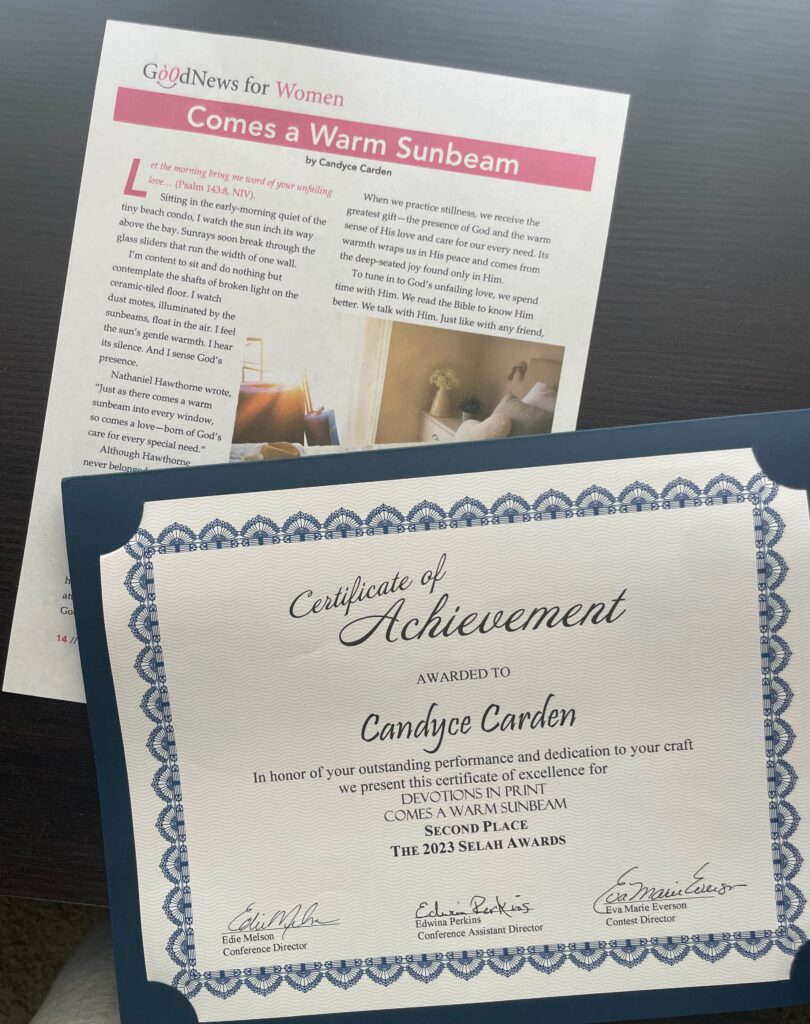 GoodNews for Women
Comes a Warm Sunbeam
by Candyce Carden
Let the morning bring me word of your unfailing
love... (Psalm 143:8, NIV).
Sitting in the early-morning quiet of the
tiny beach condo, I watch the sun inch its way
above the bay. Sunrays soon break through the
glass sliders that run the width of one wall.
I'm content to sit and do nothing but
contemplate the shafts of broken light on the
ceramic-tiled floor. I watch
dust motes, illuminated by the
sunbeams, float in the air. I feel
the sun's gentle warmth. I hear
its silence. And I sense God's
presence.
Nathaniel Hawthorne wrote,
"Just as there comes a warm
sunbeam into every window,
so comes a love—born of God's
care for every special need."
Although Hawthorne
never belonged
14 //
When we practice stillness, we receive the
greatest gift—the presence of God and the warm
sense of His love and care for our every need. Its
warmth wraps us in His peace and comes from
the deep-seated joy found only in Him.
To tune in to God's unfailing love, we spend
time with Him. We read the Bible to know Him
better. We talk with Him. Just like with any friend,
Certificate of
Achievement
AWARDED TO
Candyce Carden
In honor of your outstanding performance and dedication to your craft
we present this certificate of excellence for
DEVOTIONS IN PRINT
COMES A WARM SUNBEAM
SECOND PLACE
THE 2023 SELAH AWARDS
Edie Melson
Edie Melson
Conference Director
Edwina Perkins
Edwina Perkins
Conference Assistant Director
Eva Marie Everson
Eva Marie Everson
Contest Director